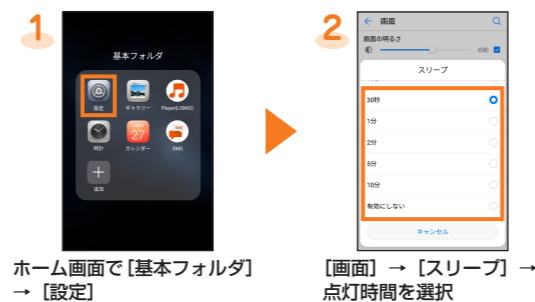 1
基本フォルダ
設定
ギャラリー
Player(LISMO)
27
時計
カレンダー
SMS
追加
ホーム画面で[基本フォルダ]
→ [設定]
2
画面
画面の明るさ
自動
スリープ
30秒
1分
2分
5分
10分
有効にしない
キャンセル
[画面] → [スリープ] →
点灯時間を選択